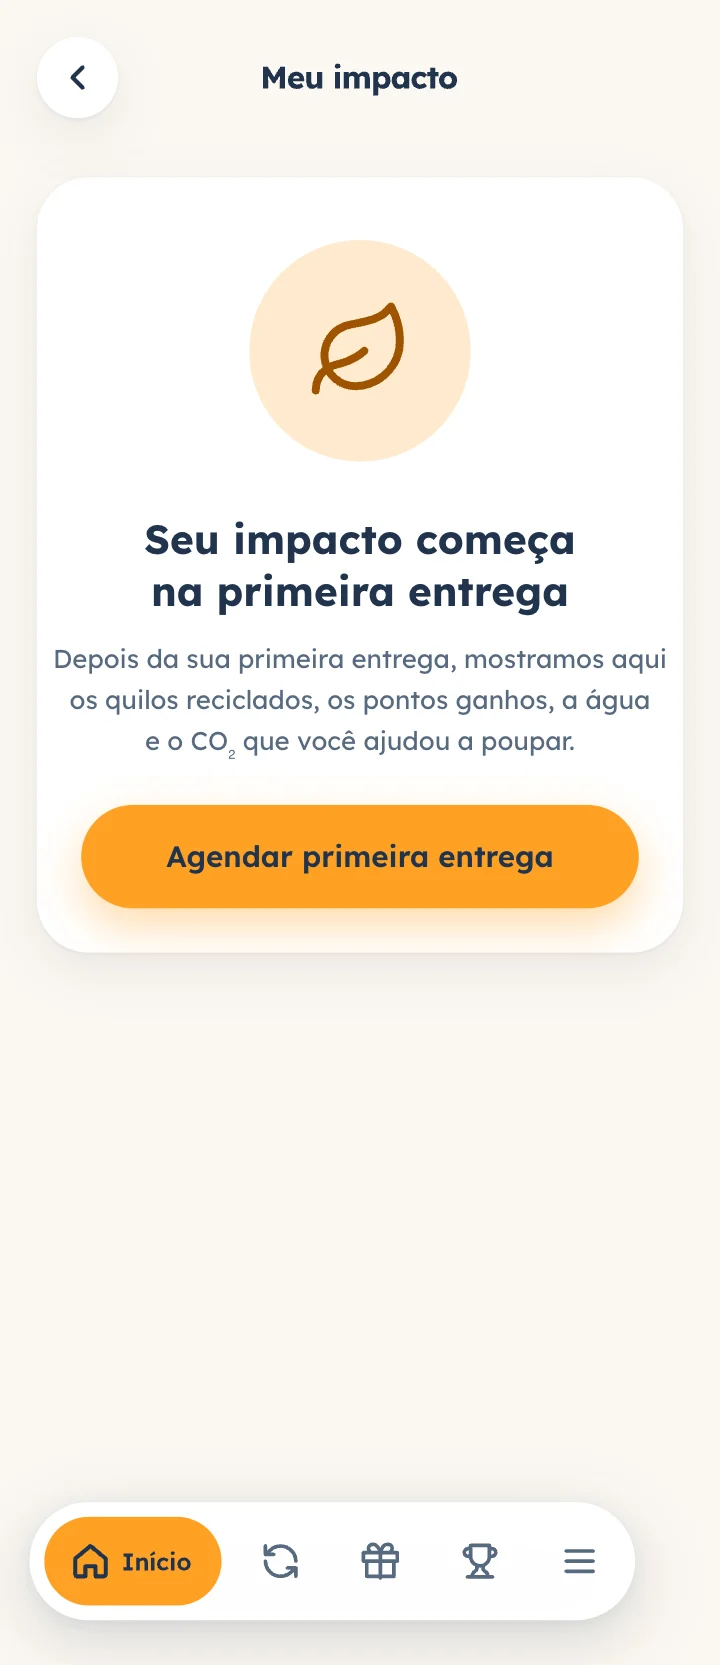 Meu impacto
Seu impacto começa
na primeira entrega
Depois da sua primeira entrega, mostramos aqui
os quilos reciclados, os pontos ganhos, a água
e o CO₂ que você ajudou a poupar.
Agendar primeira entrega
Início